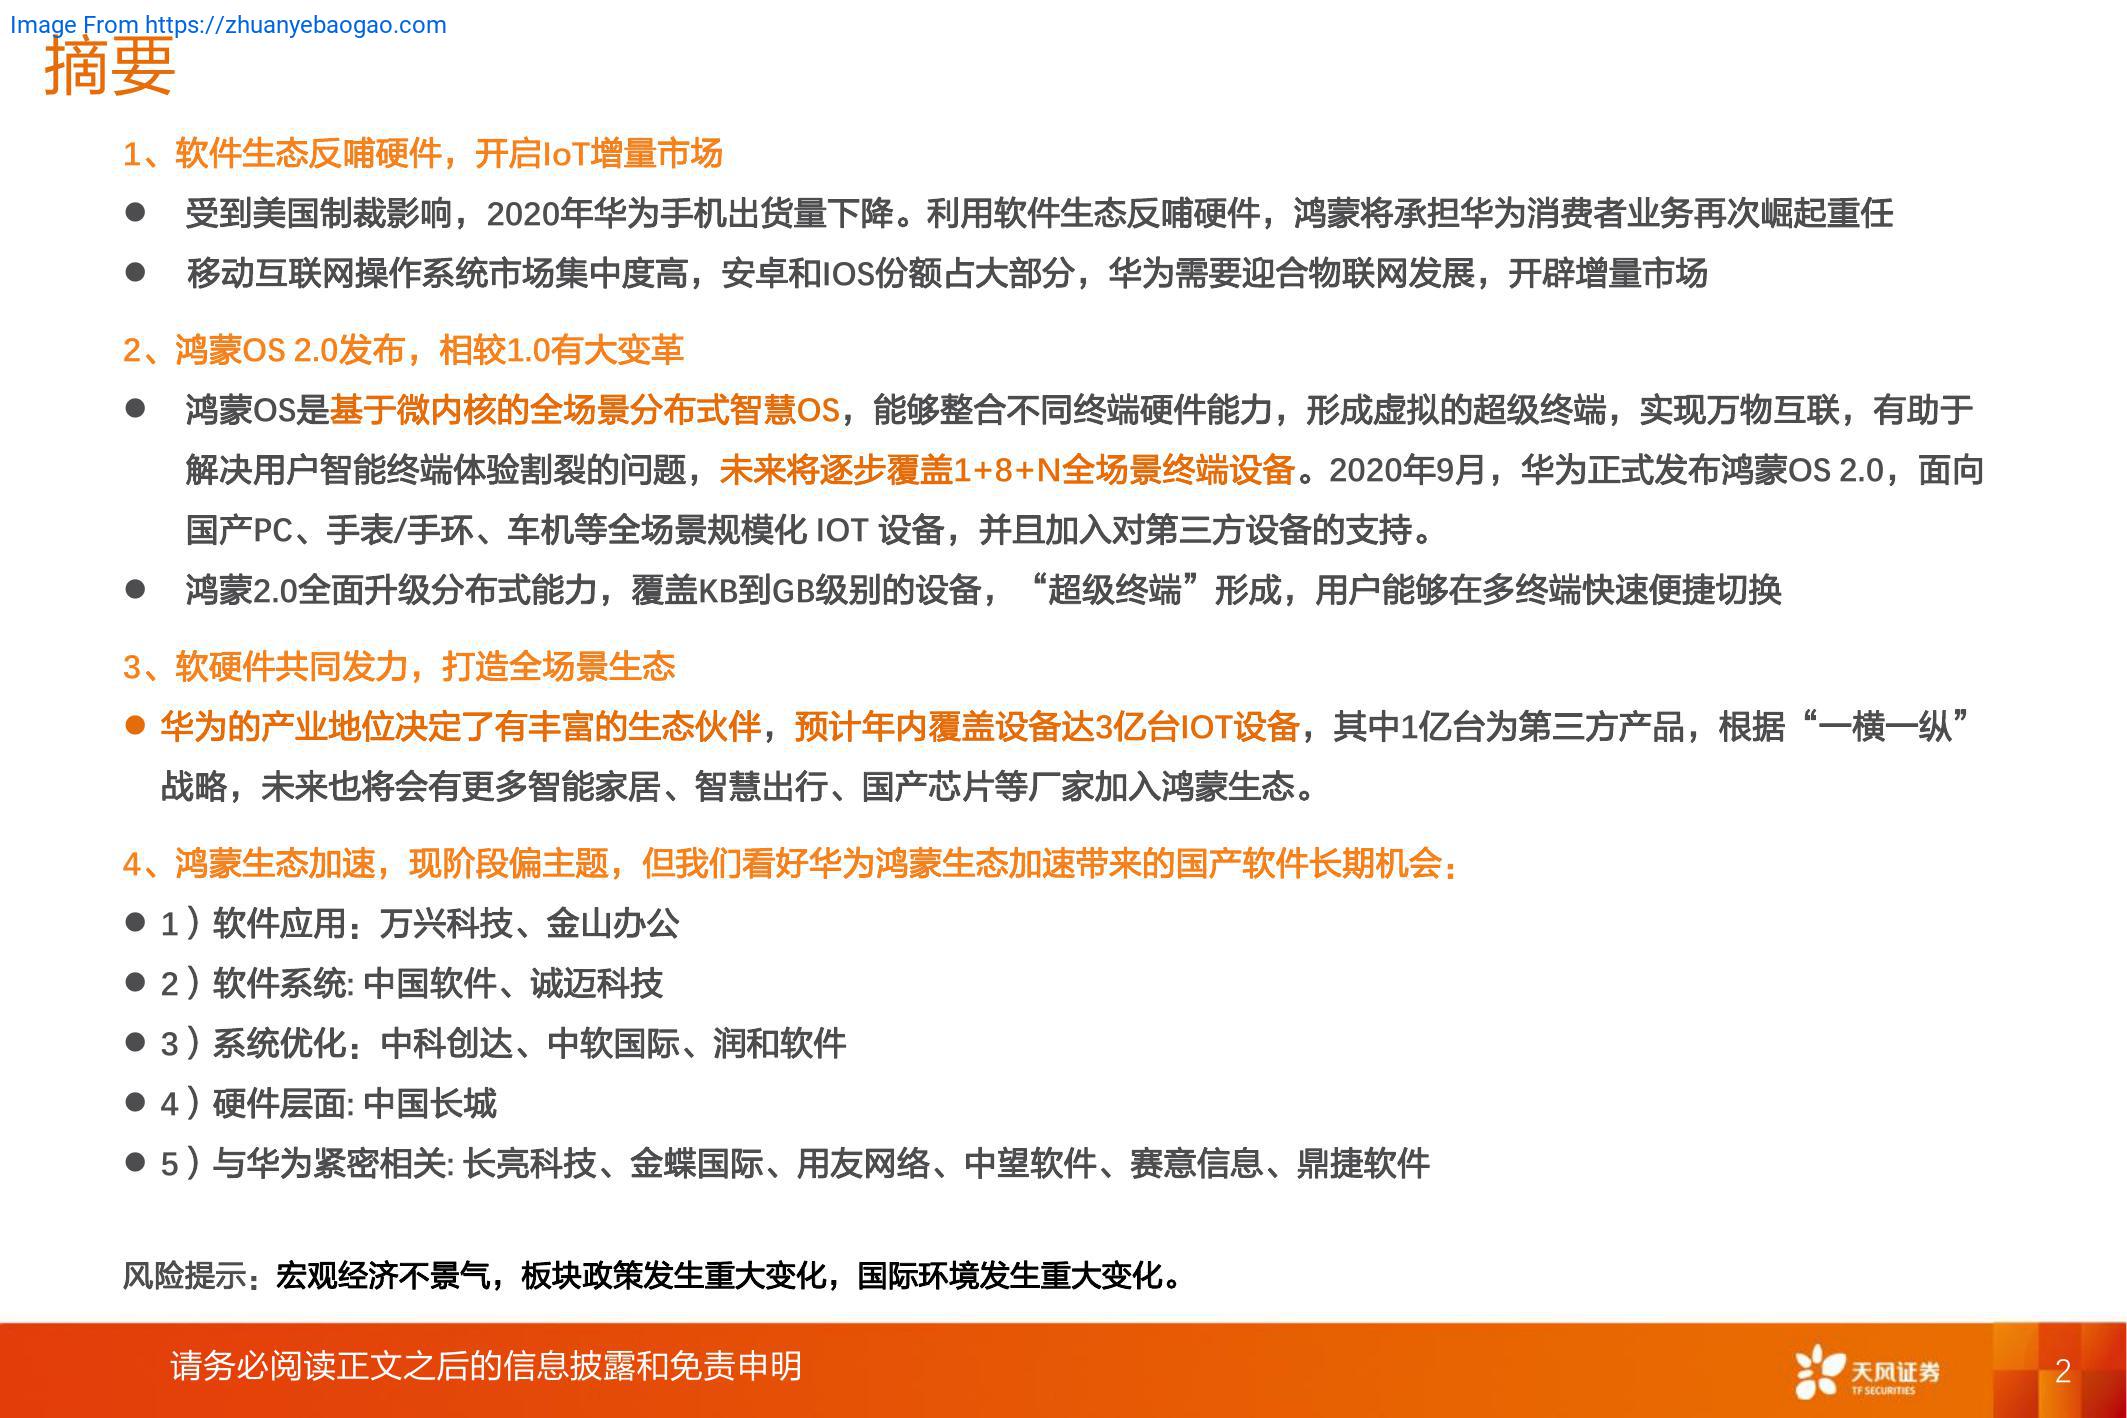 Image From https://zhuanyebaogao.com
摘要
1、软件生态反哺硬件，开启IoT增量市场
● 受到美国制裁影响，2020年华为手机出货量下降。利用软件生态反哺硬件，鸿蒙将承担华为消费者业务再次崛起重任
● 移动互联网操作系统市场集中度高，安卓和IOS份额占大部分，华为需要迎合物联网发展，开辟增量市场
2、鸿蒙OS 2.0发布，相较1.0有大变革
● 鸿蒙OS是基于微内核的全场景分布式智慧OS，能够整合不同终端硬件能力，形成虚拟的超级终端，实现万物互联，有助于
解决用户智能终端体验割裂的问题，未来将逐步覆盖1+8+N全场景终端设备。2020年9月，华为正式发布鸿蒙OS 2.0，面向
国产PC、手表/手环、车机等全场景规模化 IOT 设备，并且加入对第三方设备的支持。
● 鸿蒙2.0全面升级分布式能力，覆盖KB到GB级别的设备，“超级终端”形成，用户能够在多终端快速便捷切换
3、软硬件共同发力，打造全场景生态
● 华为的产业地位决定了有丰富的生态伙伴，预计年内覆盖设备达3亿台IOT设备，其中1亿台为第三方产品，根据“一横一纵”
战略，未来也将会有更多智能家居、智慧出行、国产芯片等厂家加入鸿蒙生态。
4、鸿蒙生态加速，现阶段偏主题，但我们看好华为鸿蒙生态加速带来的国产软件长期机会：
● 1）软件应用：万兴科技、金山办公
● 2）软件系统: 中国软件、诚迈科技
● 3）系统优化：中科创达、中软国际、润和软件
● 4）硬件层面: 中国长城
● 5）与华为紧密相关: 长亮科技、金蝶国际、用友网络、中望软件、赛意信息、鼎捷软件
风险提示：宏观经济不景气，板块政策发生重大变化，国际环境发生重大变化。
请务必阅读正文之后的信息披露和免责申明
天风证券
TF SECURITIES
2